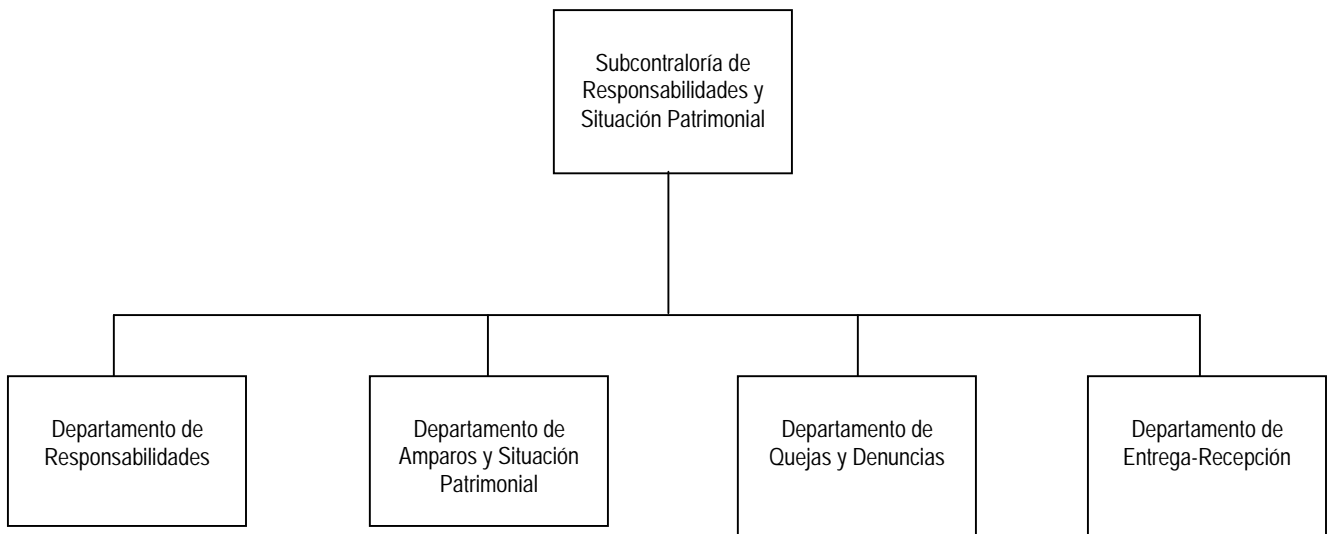 Subcontraloría de
Responsabilidades y
Situación Patrimonial
Departamento de
Responsabilidades
Departamento de
Amparos y Situación
Patrimonial
Departamento de
Quejas y Denuncias
Departamento de
Entrega-Recepción